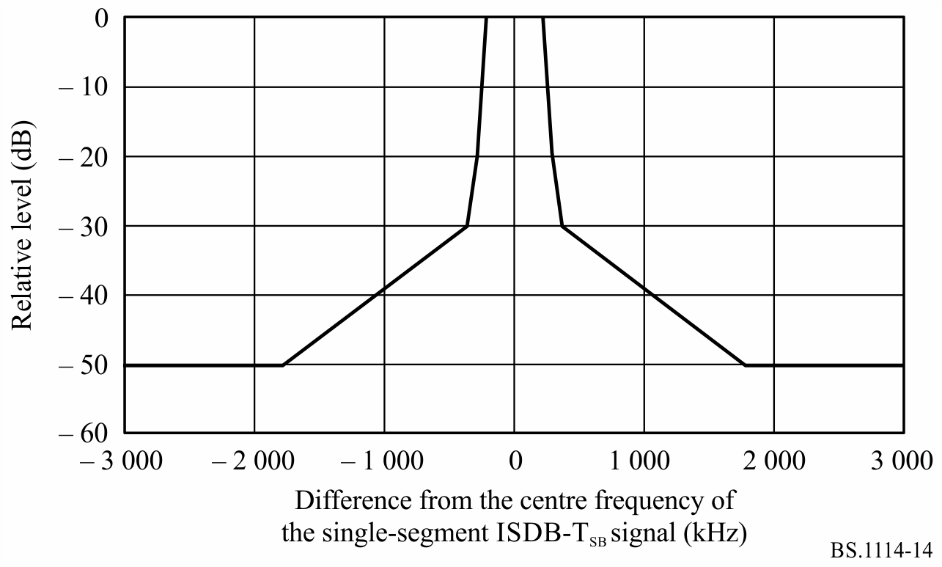 Relative level (dB)
0
– 10
– 20
– 30
– 40
– 50
– 60
– 3 000 – 2 000 – 1 000 0 1 000 2 000 3 000
Difference from the centre frequency of
the single-segment ISDB-TSB signal (kHz)
BS.1114-14